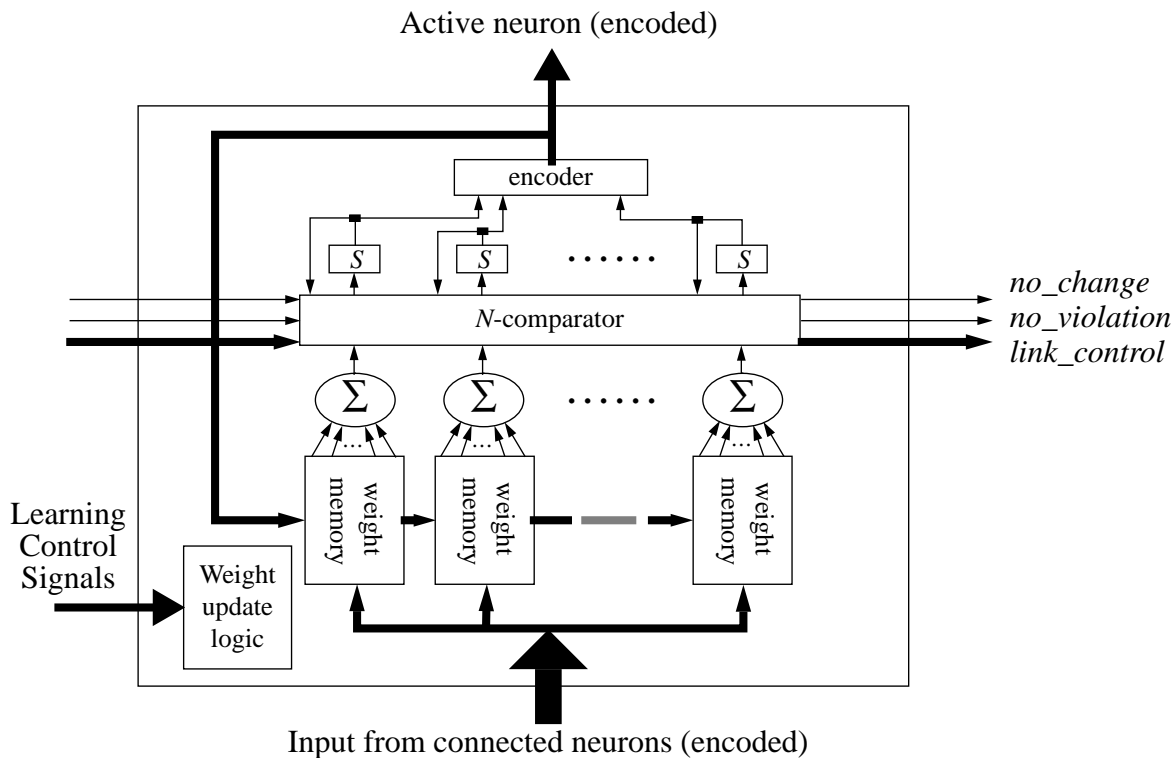 Active neuron (encoded)
encoder
S
S
......
S
N-comparator
no_change
no_violation
link_control
Σ
Σ
......
Σ
...
...
...
weight
memory
weight
memory
weight
memory
Learning
Control
Signals
Weight
update
logic
Input from connected neurons (encoded)